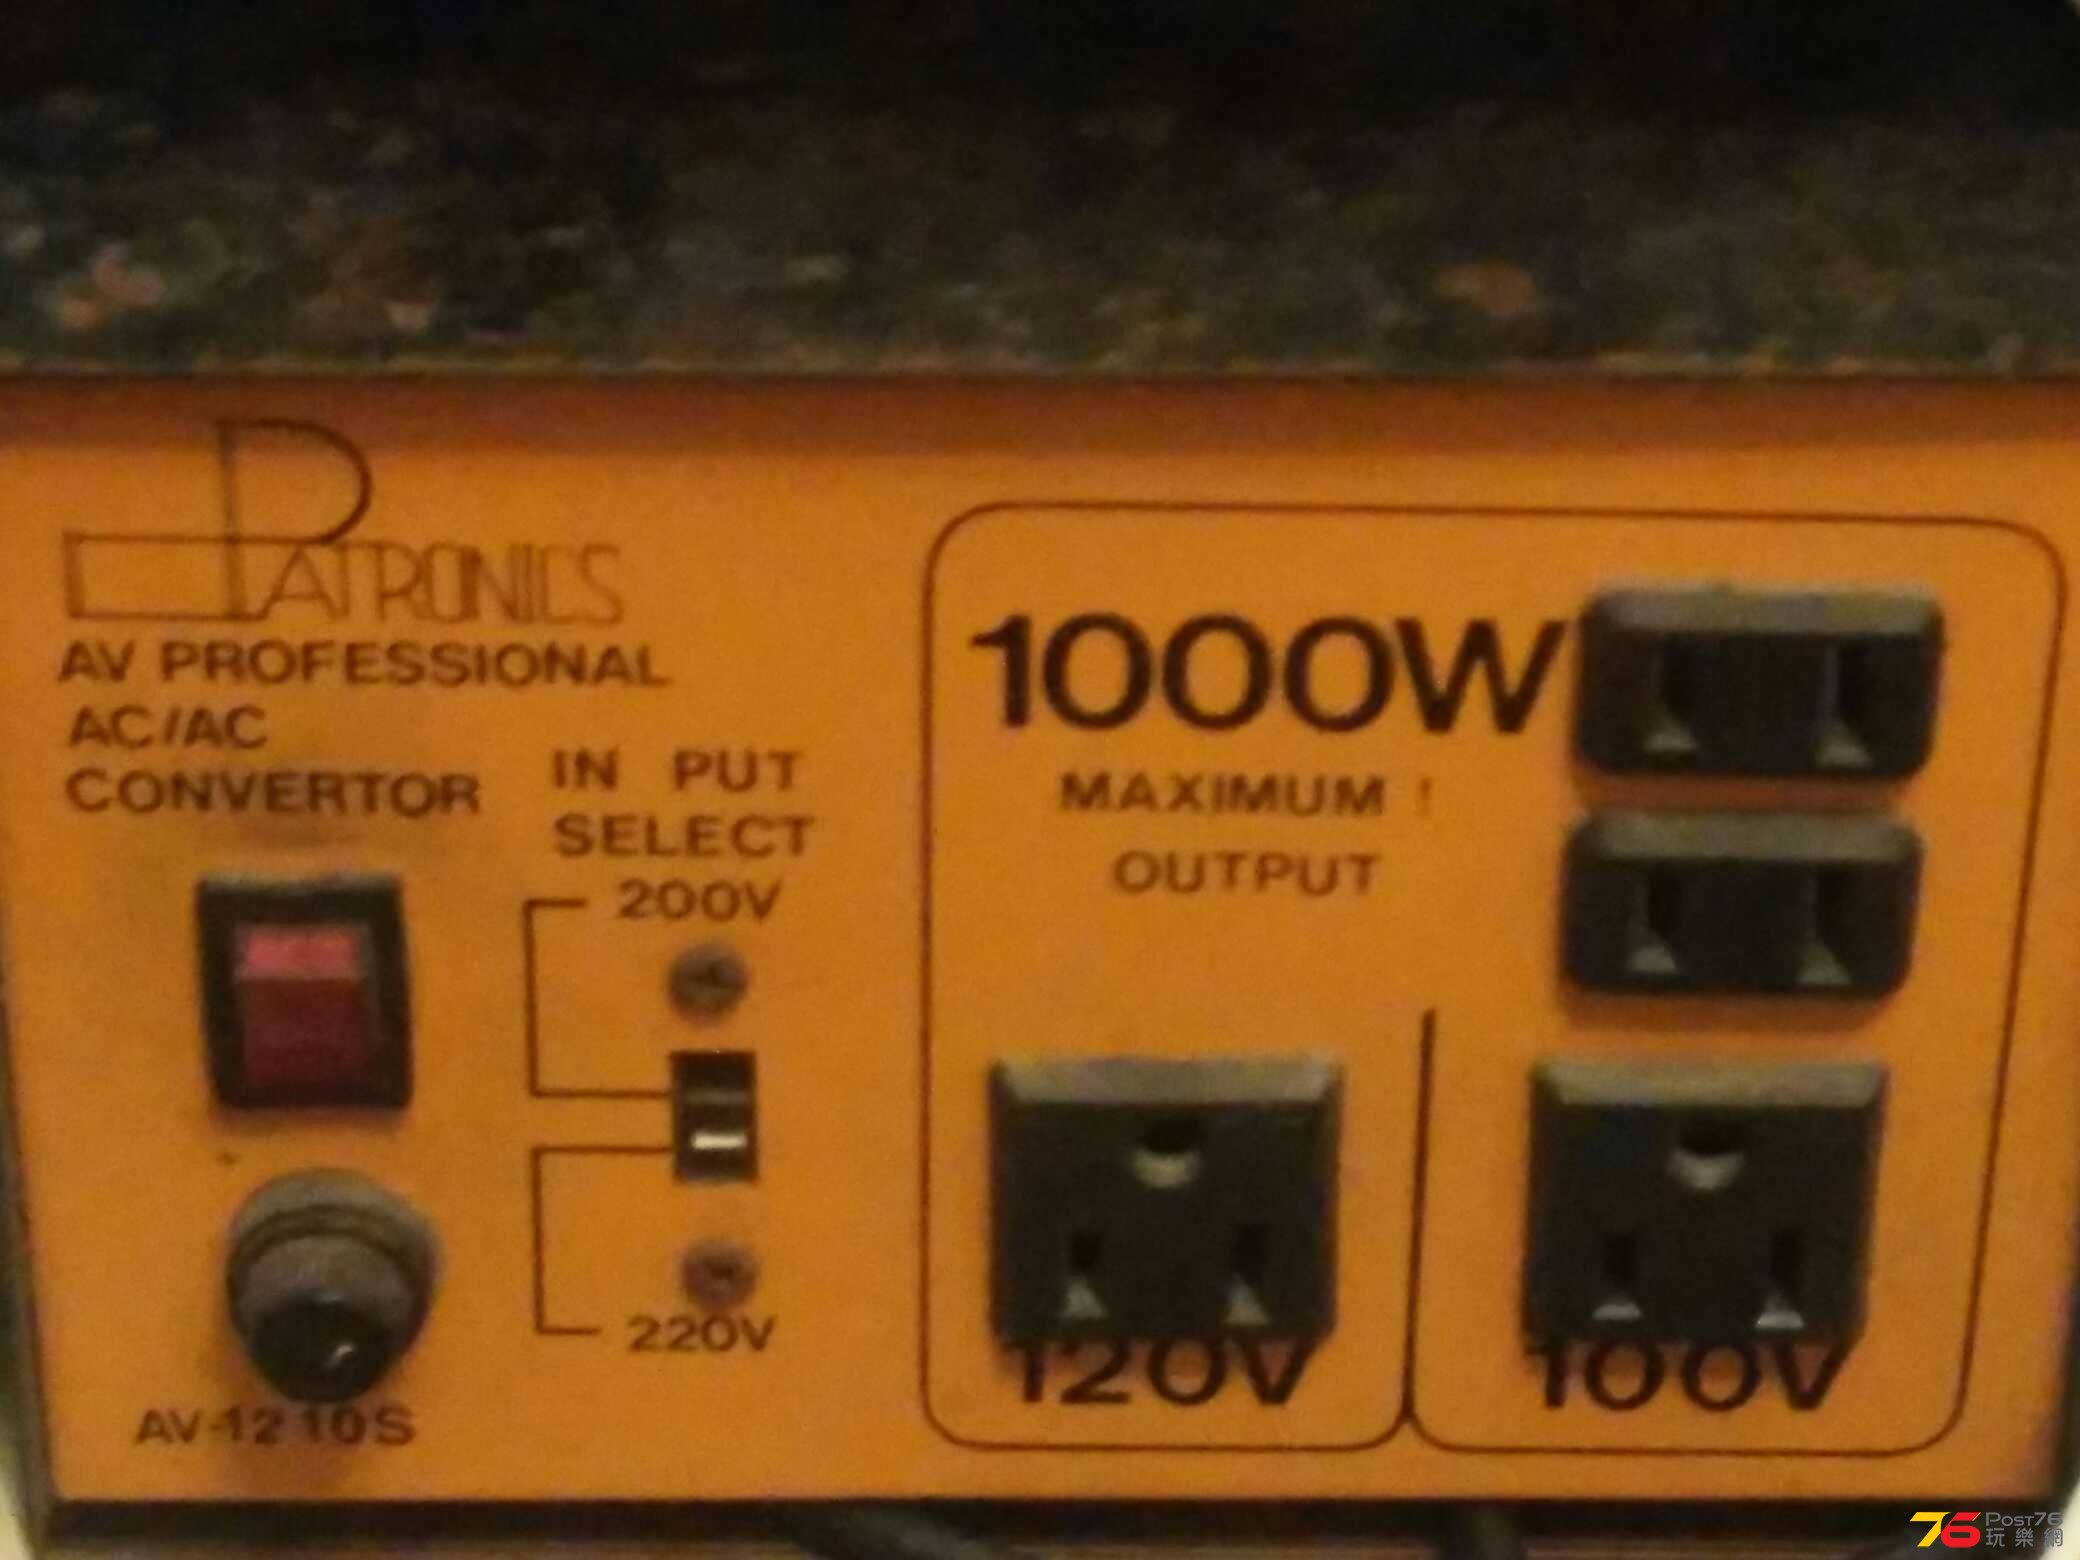 PATRONICS
AV PROFESSIONAL
AC/AC
CONVERTOR
IN PUT
SELECT
200V
220V
AV-1210S
1000W
MAXIMUM !
OUTPUT
120V
100V
76 POST76
玩樂網